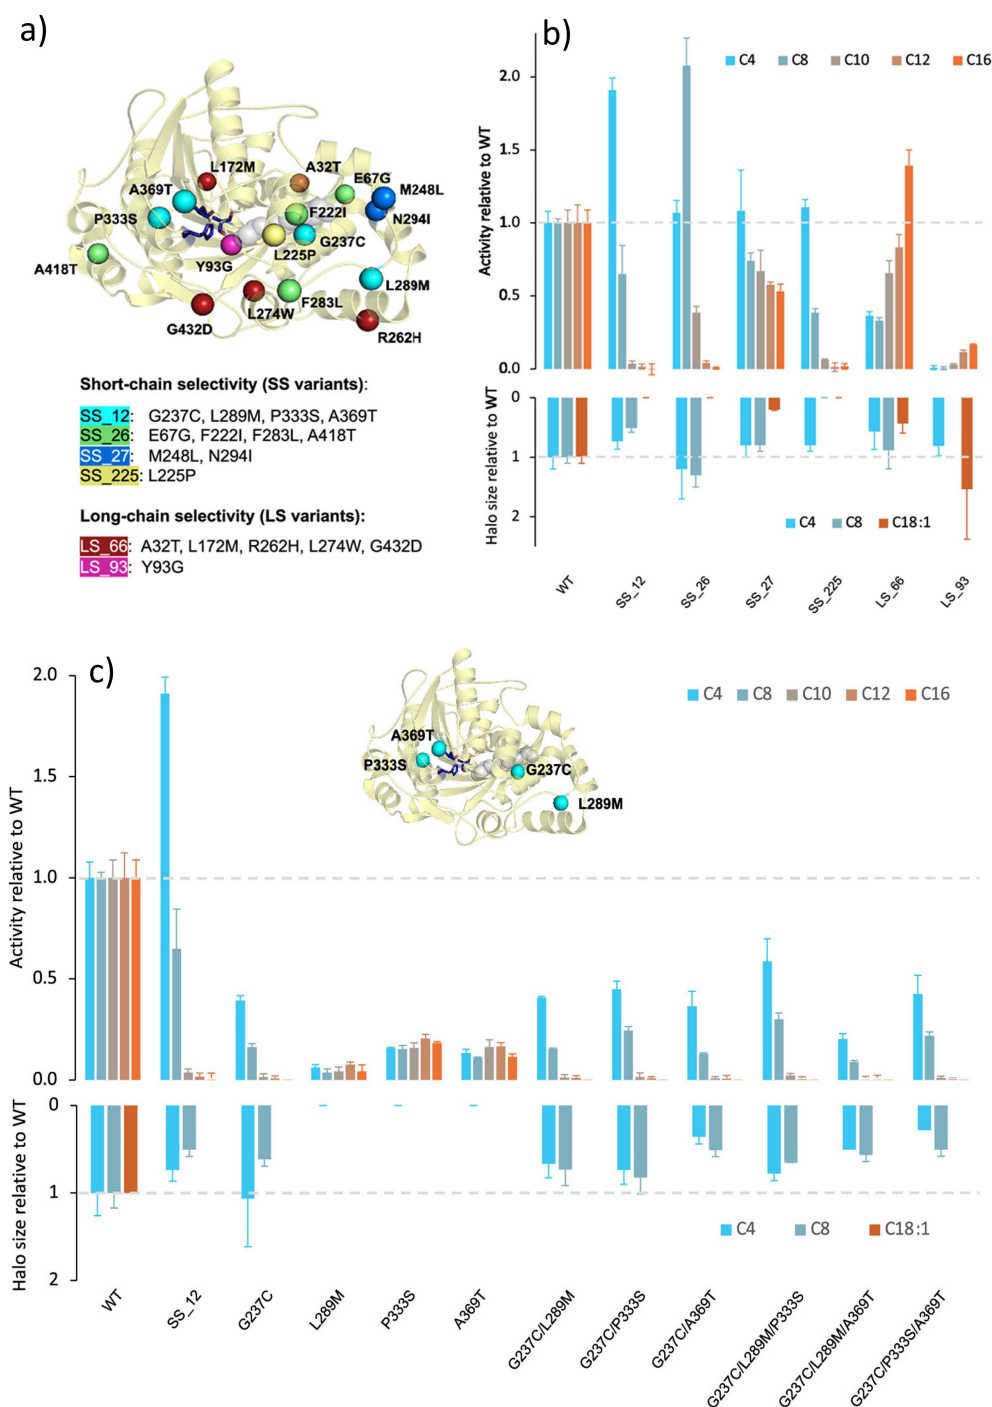 a)
L172M
A32T
E67G
A369T
M248L
P333S
F222I
N294I
G237C
Y93G
L225P
A418T
L289M
F283L
L274W
G432D
R262H
Short-chain selectivity (SS variants):
SS_12: G237C, L289M, P333S, A369T
SS_26: E67G, F222I, F283L, A418T
SS_27: M248L, N294I
SS_225: L225P
Long-chain selectivity (LS variants):
LS_66: A32T, L172M, R262H, L274W, G432D
LS_93: Y93G
b)
C4 C8 C10 C12 C16
Activity relative to WT
2.0
1.5
1.0
0.5
0.0
Halo size relative to WT
0
1
2
C4 C8 C18:1
WT SS_12 SS_26 SS_27 SS_225 LS_66 LS_93
c)
C4 C8 C10 C12 C16
A369T
P333S
G237C
L289M
Activity relative to WT
2.0
1.5
1.0
0.5
0.0
Halo size relative to WT
0
1
2
C4 C8 C18:1
WT SS_12 G237C L289M P333S A369T G237C/L289M G237C/P333S G237C/A369T G237C/L289M/P333S G237C/L289M/A369T G237C/P333S/A369T